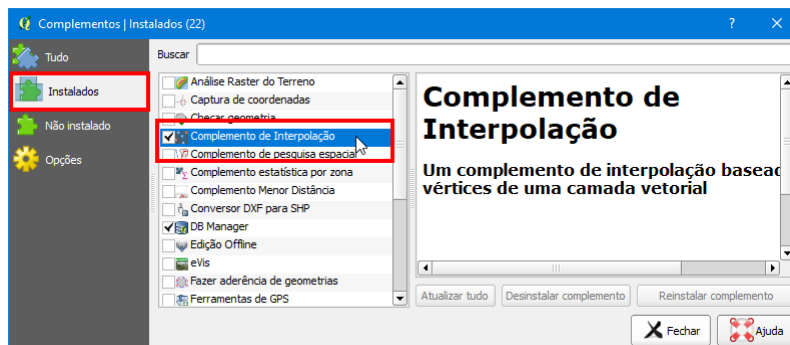 Complementos | Instalados (22)
Tudo
Instalados
Não instalado
Opções
Buscar
Análise Raster do Terreno
Captura de coordenadas
Checar geometria
Complemento de Interpolação
Complemento de pesquisa espacial
Complemento estatística por zona
Complemento Menor Distância
Conversor DXF para SHP
DB Manager
Edição Offline
eVis
Fazer aderência de geometrias
Ferramentas de GPS
Complemento de
Interpolação
Um complemento de interpolação basead
vértices de uma camada vetorial
Atualizar tudo
Desinstalar complemento
Reinstalar complemento
Fechar
Ajuda